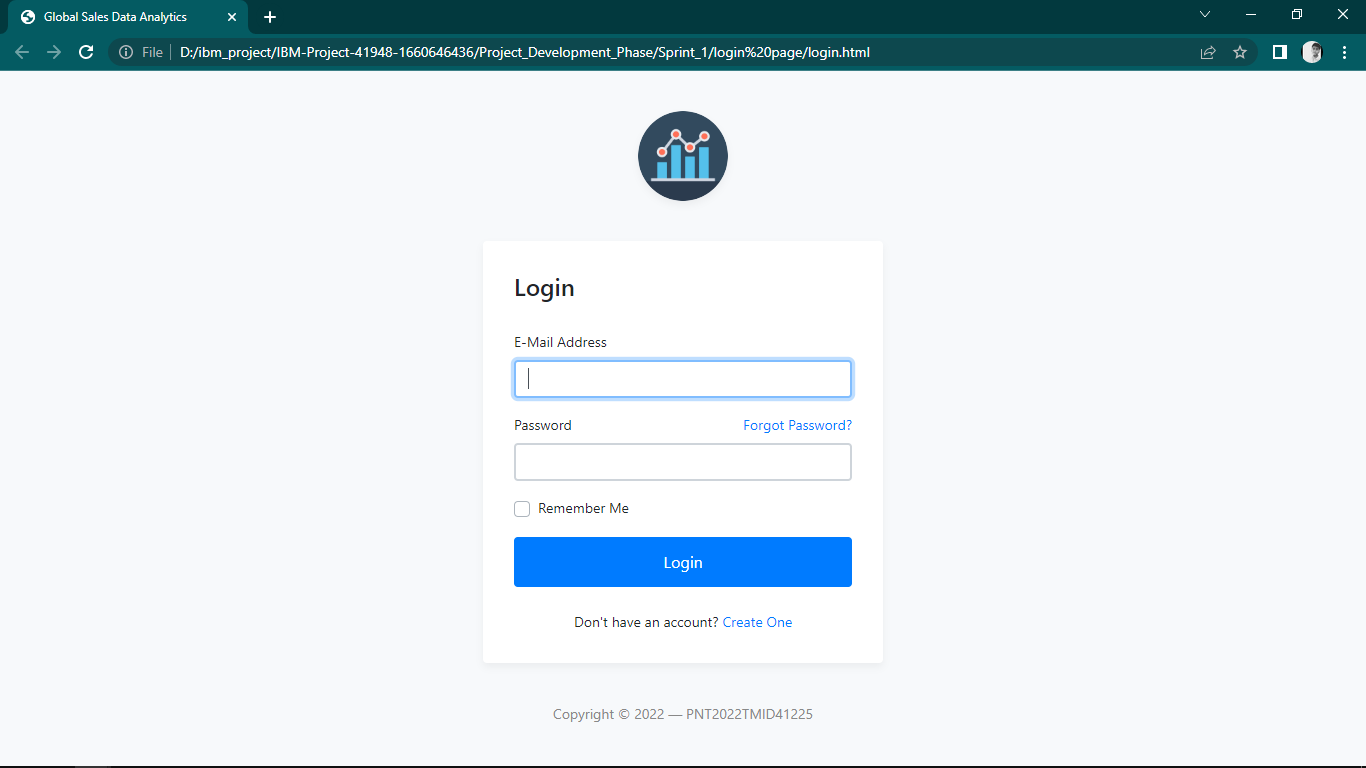 Global Sales Data Analytics
File D:/ibm_project/IBM-Project-41948-1660646436/Project_Development_Phase/Sprint_1/login%20page/login.html
Login
E-Mail Address
Password Forgot Password?
Remember Me
Login
Don't have an account? Create One
Copyright © 2022 — PNT2022TMID41225